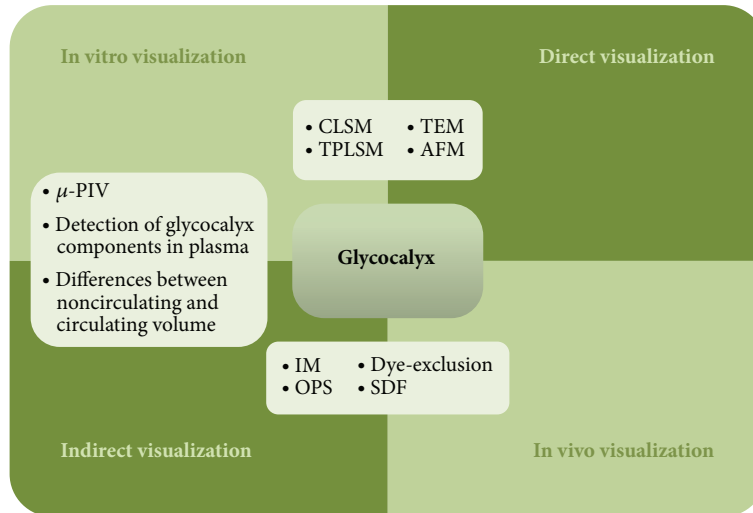 In vitro visualization
Direct visualization
• CLSM • TEM
• TPLSM • AFM
• μ-PIV
• Detection of glycocalyx
components in plasma
• Differences between
noncirculating and
circulating volume
Glycocalyx
• IM • Dye-exclusion
• OPS • SDF
Indirect visualization
In vivo visualization